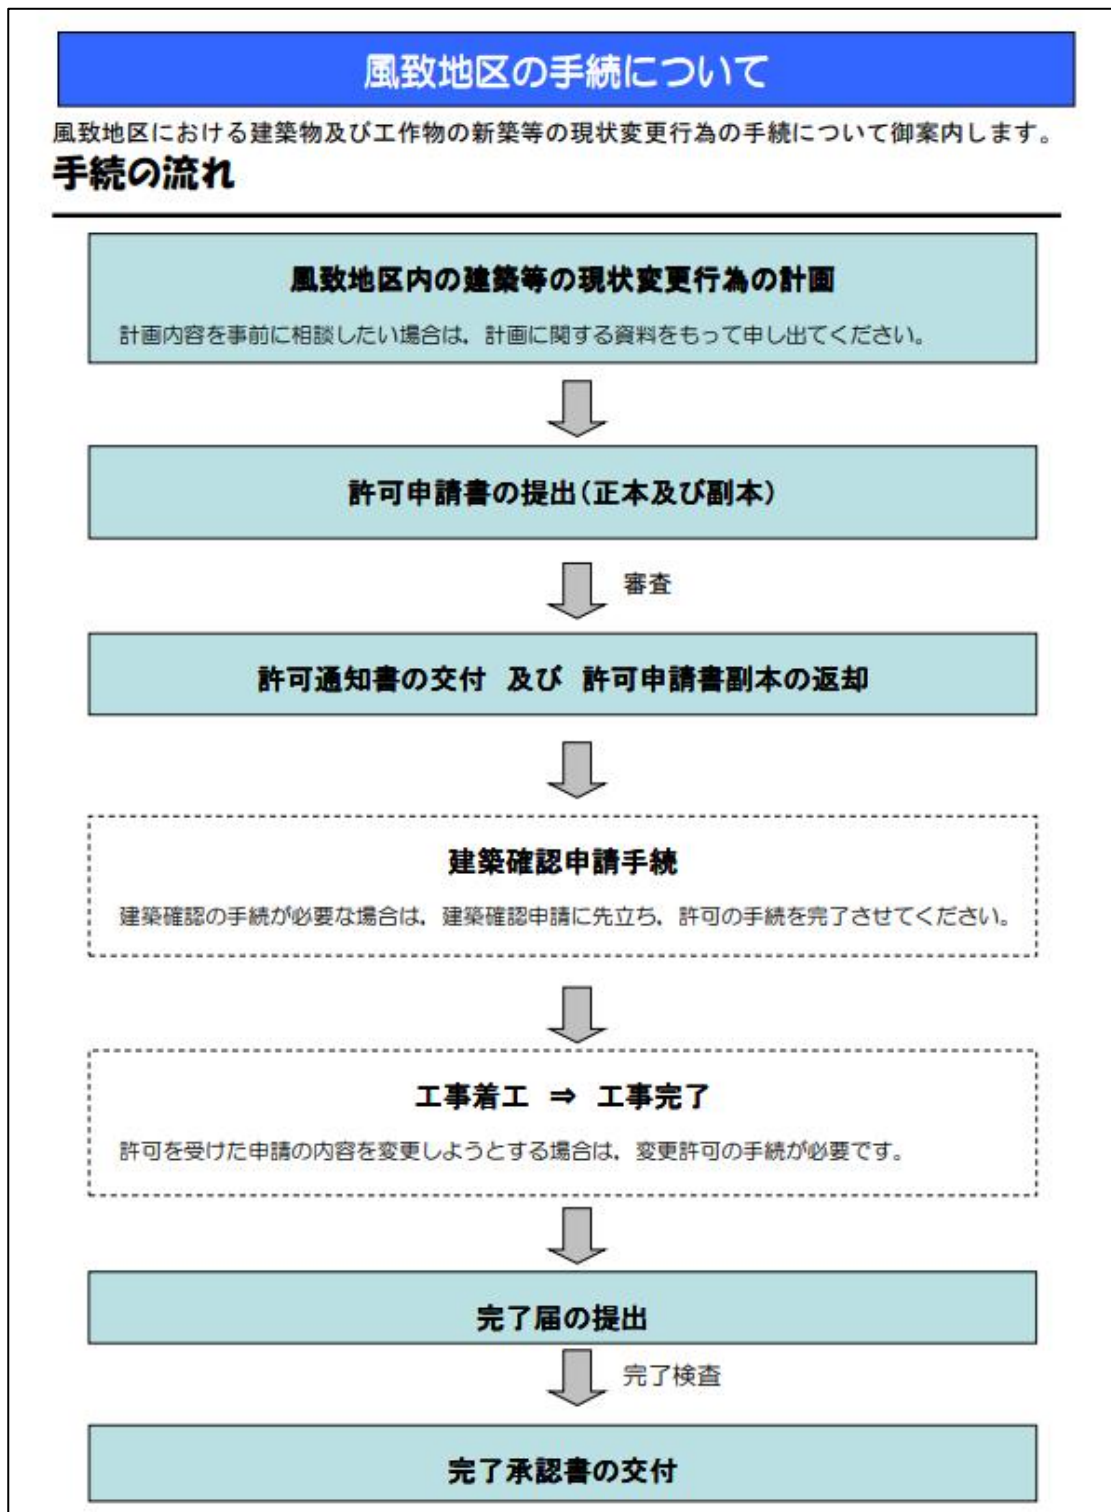 風致地区の手続について
風致地区における建築物及び工作物の新築等の現状変更行為の手続について御案内します。
手続の流れ
風致地区内の建築等の現状変更行為の計画
計画内容を事前に相談したい場合は，計画に関する資料をもって申し出てください。
許可申請書の提出（正本及び副本）
審査
許可通知書の交付　及び　許可申請書副本の返却
建築確認申請手続
建築確認の手続が必要な場合は，建築確認申請に先立ち，許可の手続を完了させてください。
工事着工　⇒　工事完了
許可を受けた申請の内容を変更しようとする場合は，変更許可の手続が必要です。
完了届の提出
完了検査
完了承認書の交付